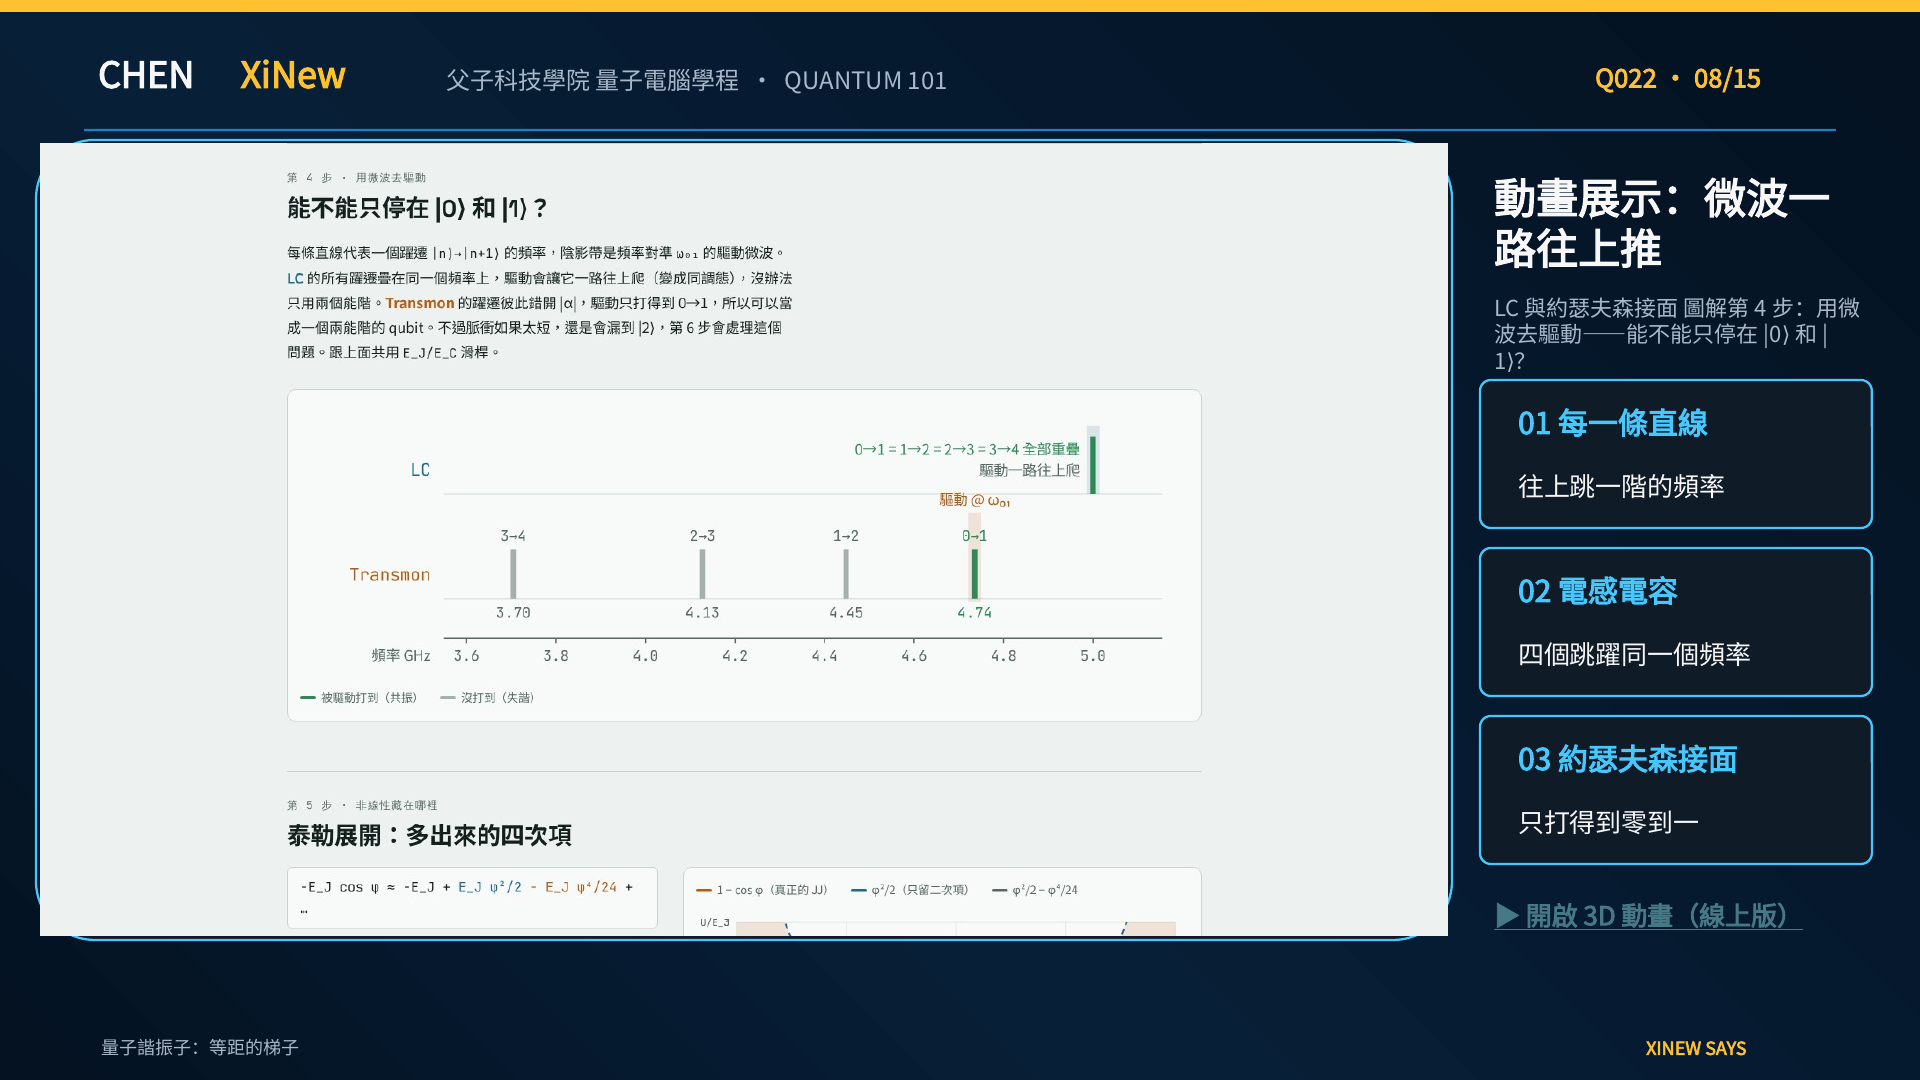 CHEN XiNew 父子科技學院 量子電腦學程 • QUANTUM 101 Q022 • 08/15
第 4 步 · 用微波去驅動
能不能只停在 |0⟩ 和 |1⟩？
每條直線代表一個躍遷 |n⟩→|n+1⟩ 的頻率，陰影帶是頻率對準 ω₀₁ 的驅動微波。
LC 的所有躍遷疊在同一個頻率上，驅動會讓它一路往上爬（變成同調態），沒辦法
只用兩個能階。Transmon 的躍遷彼此錯開 |α|，驅動只打得到 0→1，所以可以當
成一個兩能階的 qubit。不過脈衝如果太短，還是會漏到 |2⟩，第 6 步會處理這個
問題。跟上面共用 E_J/E_C 滑桿。
0→1 = 1→2 = 2→3 = 3→4 全部重疊
LC 驅動一路往上爬
驅動 @ ω₀₁
3→4 2→3 1→2 0→1
Transmon
3.70 4.13 4.45 4.74
頻率 GHz 3.6 3.8 4.0 4.2 4.4 4.6 4.8 5.0
被驅動打到（共振） 沒打到（失諧）
第 5 步 · 非線性藏在哪裡
泰勒展開：多出來的四次項
-E_J cos φ ≈ -E_J + E_J φ²/2 - E_J φ⁴/24 +
…
1 − cos φ（真正的 JJ） φ²/2（只留二次項） φ²/2 − φ⁴/24
U/E_J
動畫展示：微波一
路往上推
LC 與約瑟夫森接面 圖解第 4 步：用微
波去驅動——能不能只停在 |0⟩ 和 |
1⟩？
01 每一條直線
往上跳一階的頻率
02 電感電容
四個跳躍同一個頻率
03 約瑟夫森接面
只打得到零到一
▶ 開啟 3D 動畫（線上版）
量子諧振子：等距的梯子
XINEW SAYS